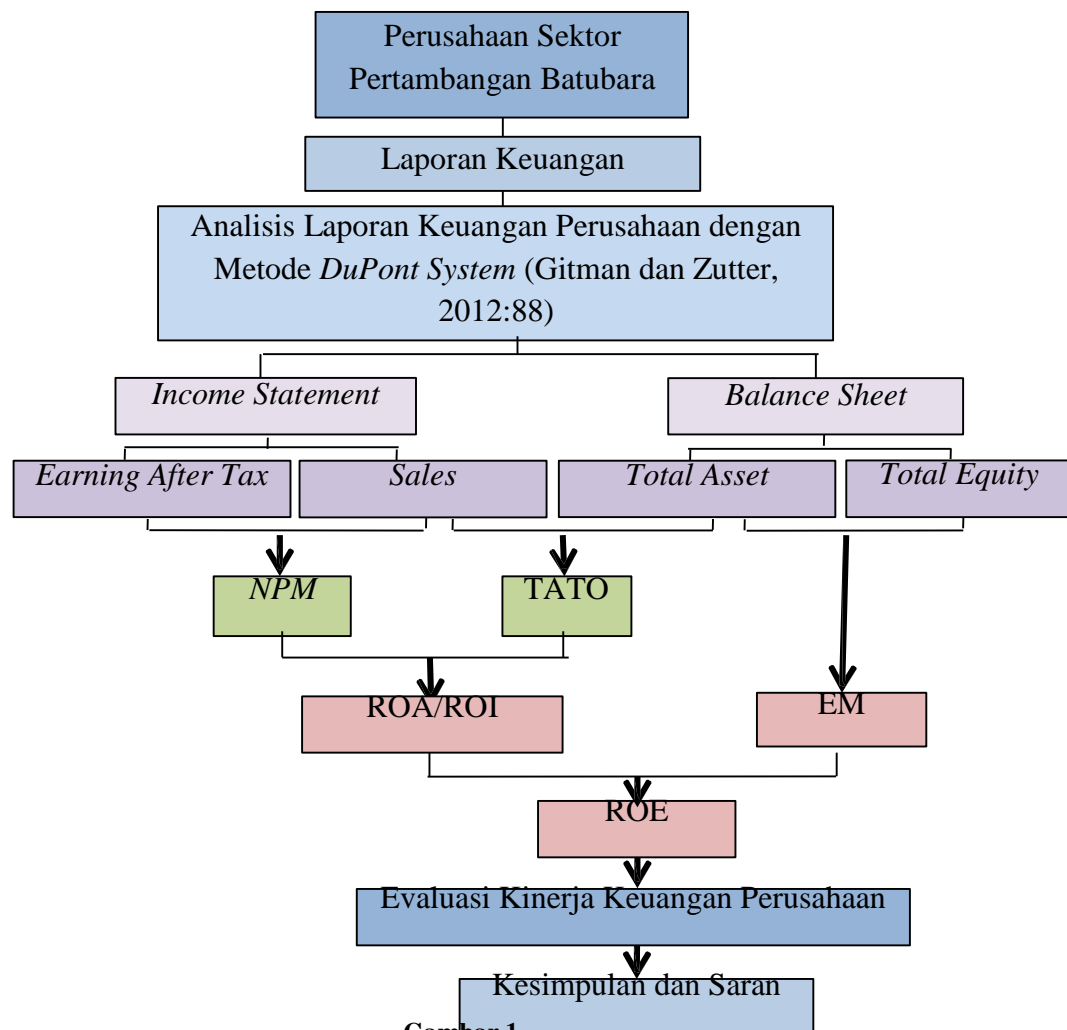 Perusahaan Sektor
Pertambangan Batubara
Laporan Keuangan
Analisis Laporan Keuangan Perusahaan dengan
Metode DuPont System (Gitman dan Zutter,
2012:88)
Income Statement
Balance Sheet
Earning After Tax
Sales
Total Asset
Total Equity
NPM
TATO
ROA/ROI
EM
ROE
Evaluasi Kinerja Keuangan Perusahaan
Kesimpulan dan Saran
Gambar 1